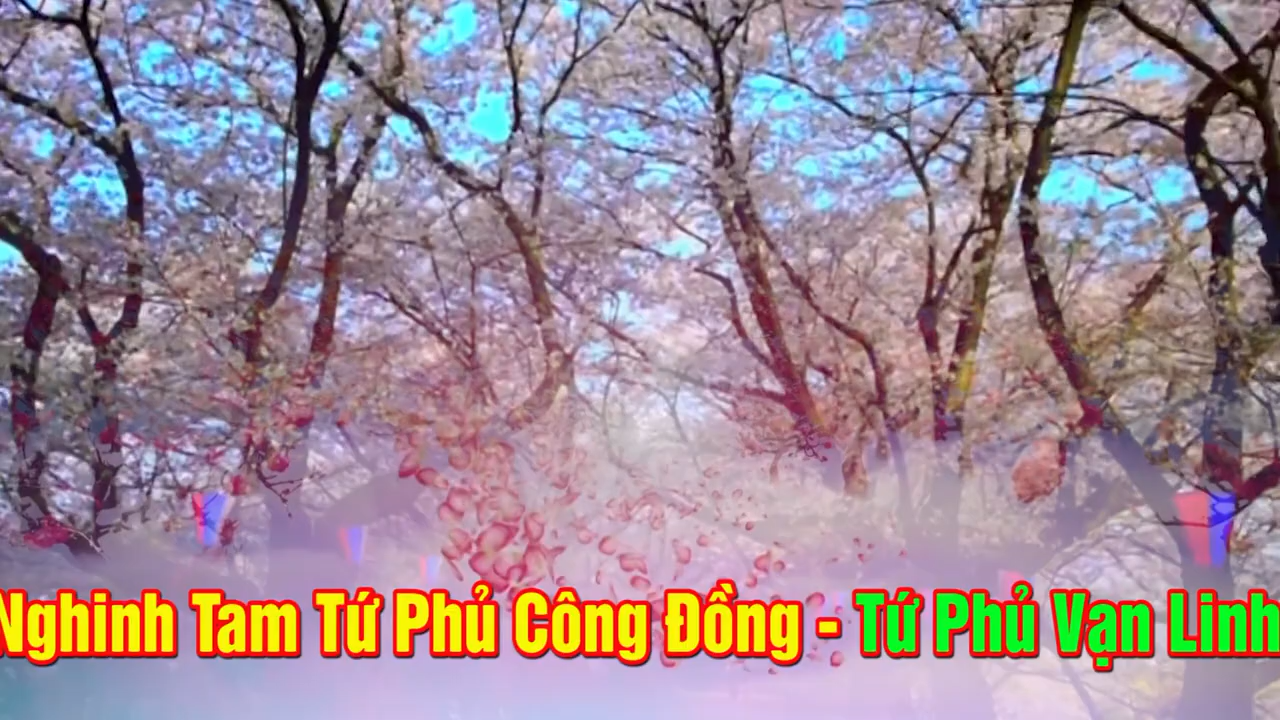 Nghinh Tam Tứ Phủ Công Đồng - Tứ Phủ Vạn Linh